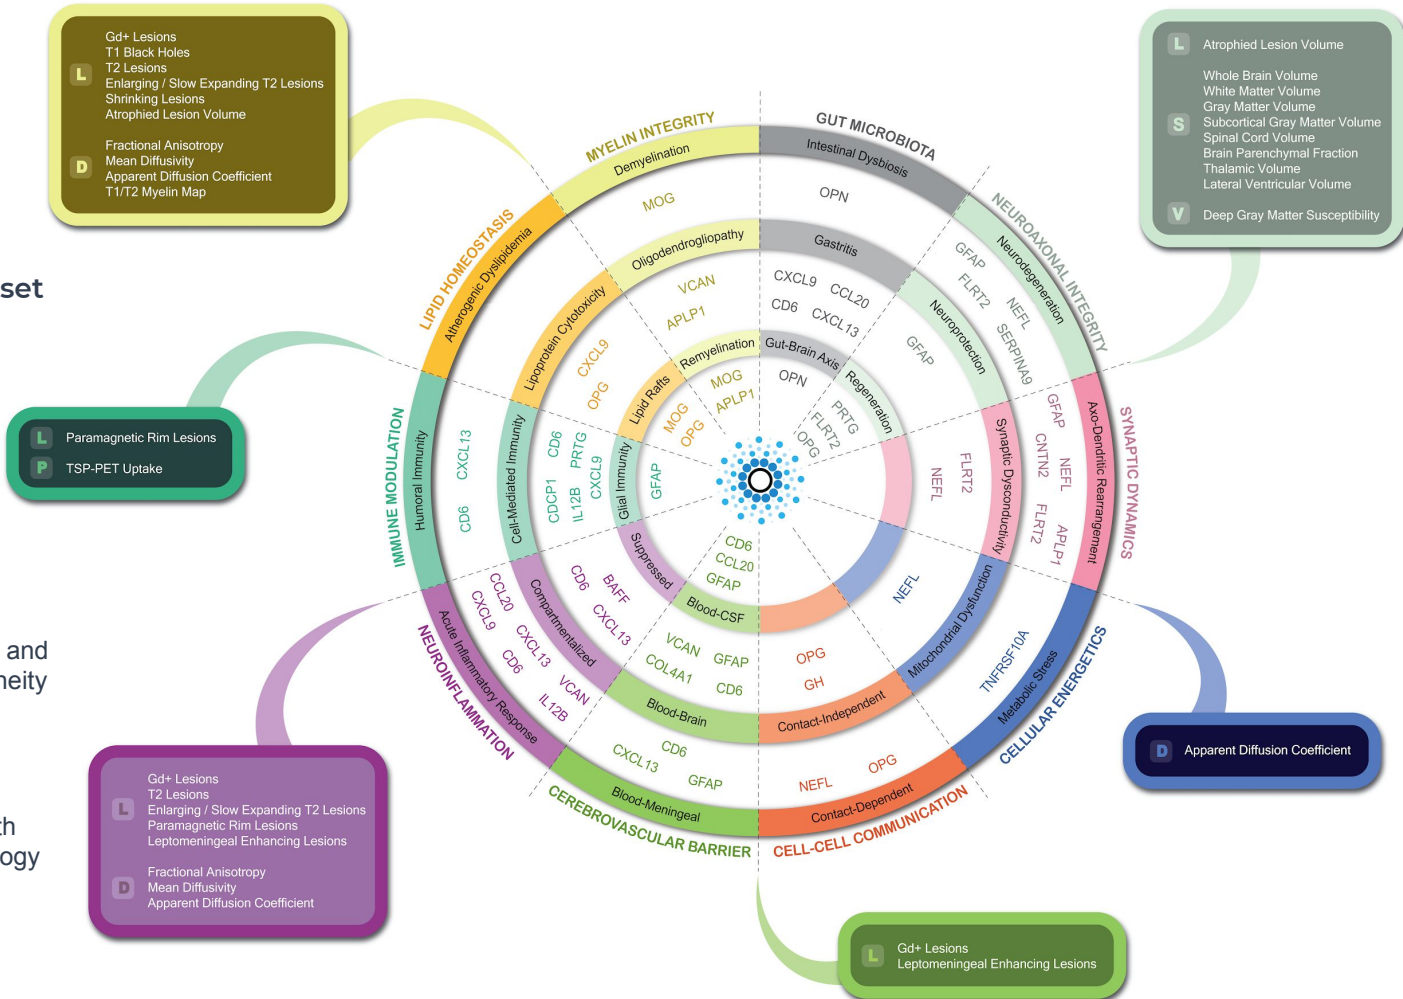 Gd+ Lesions
T1 Black Holes
T2 Lesions
L
Enlarging / Slow Expanding T2 Lesions
Shrinking Lesions
Atrophied Lesion Volume
Fractional Anisotropy
Mean Diffusivity
D
Apparent Diffusion Coefficient
T1/T2 Myelin Map
L
Atrophied Lesion Volume
Whole Brain Volume
White Matter Volume
Gray Matter Volume
S
Subcortical Gray Matter Volume
Spinal Cord Volume
Brain Parenchymal Fraction
Thalamic Volume
Lateral Ventricular Volume
V
Deep Gray Matter Susceptibility
set
L
Paramagnetic Rim Lesions
P
TSP-PET Uptake
and
neity
th
logy
MYELIN INTEGRITY
Demyelination
MOG
Oligodendrogliopathy
VCAN
APLP1
Remyelination
MOG
APLP1
GUT MICROBIOTA
Intestinal Dysbiosis
OPN
Gastritis
CXCL9
CCL20
CD6
CXCL13
Gut-Brain Axis
OPN
NEUROAXONAL INTEGRITY
Neurodegeneration
GFAP
FLRT2
NEFL
SERPINA9
Neuroprotection
GFAP
Regeneration
PRTG
FLRT2
OPG
SYNAPTIC DYNAMICS
Axo-Dendritic Rearrangement
GFAP
CNTN2
NEFL
FLRT2
APLP1
Synaptic Dysconductivity
FLRT2
NEFL
CELLULAR ENERGETICS
Metabolic Stress
TNFRSF10A
Mitochondrial Dysfunction
NEFL
CELL-CELL COMMUNICATION
Contact-Dependent
NEFL
OPG
Contact-Independent
OPG
GH
CEREBROVASCULAR BARRIER
Blood-Meningeal
CXCL13
CD6
GFAP
Blood-Brain
VCAN
GFAP
COL4A1
CD6
Blood-CSF
CD6
CCL20
GFAP
NEUROINFLAMMATION
Acute Inflammatory Response
CCL20
CXCL9
CXCL13
CD6
VCAN
IL12B
Compartmentalized
CD6
BAFF
CXCL13
Suppressed
IMMUNE MODULATION
Humoral Immunity
CXCL13
CD6
Cell-Mediated Immunity
CD6
PRTG
CXCL9
CDCP1
IL12B
Glial Immunity
GFAP
LIPID HOMEOSTASIS
Atherogenic Dyslipidemia
Lipoprotein Cytotoxicity
CXCL9
OPG
Lipid Rafts
MOG
OPG
D
Apparent Diffusion Coefficient
Gd+ Lesions
T2 Lesions
L
Enlarging / Slow Expanding T2 Lesions
Paramagnetic Rim Lesions
Leptomeningeal Enhancing Lesions
Fractional Anisotropy
D
Mean Diffusivity
Apparent Diffusion Coefficient
L
Gd+ Lesions
Leptomeningeal Enhancing Lesions